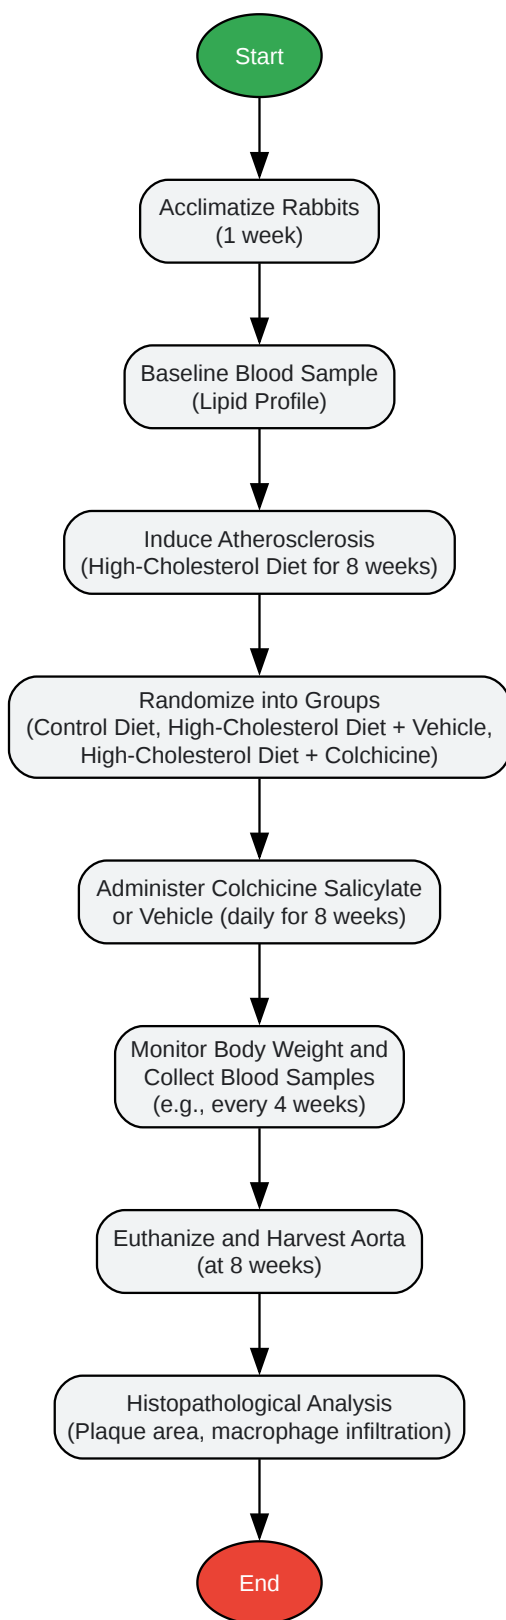 Start
Acclimatize Rabbits
(1 week)
Baseline Blood Sample
(Lipid Profile)
Induce Atherosclerosis
(High-Cholesterol Diet for 8 weeks)
Randomize into Groups
(Control Diet, High-Cholesterol Diet + Vehicle,
High-Cholesterol Diet + Colchicine)
Administer Colchicine Salicylate
or Vehicle (daily for 8 weeks)
Monitor Body Weight and
Collect Blood Samples
(e.g., every 4 weeks)
Euthanize and Harvest Aorta
(at 8 weeks)
Histopathological Analysis
(Plaque area, macrophage infiltration)
End